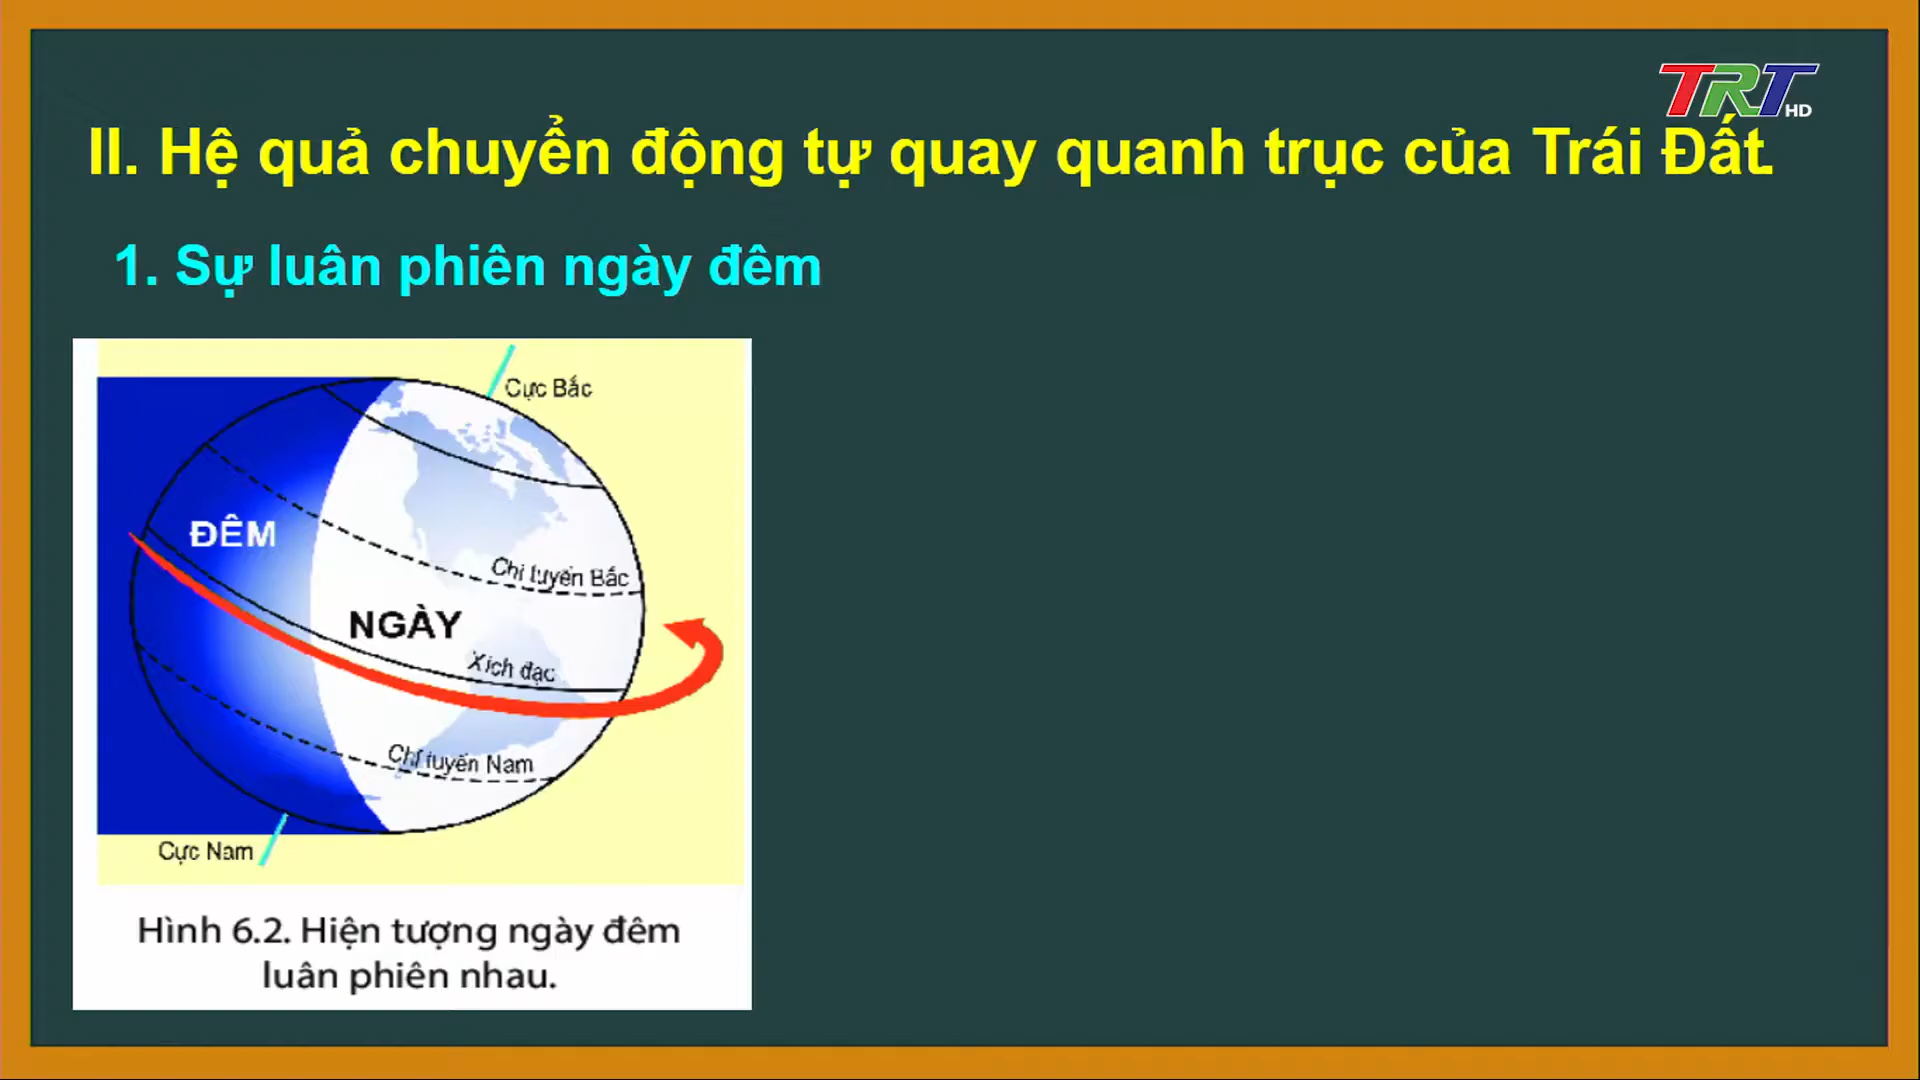 TRT HD
II. Hệ quả chuyển động tự quay quanh trục của Trái Đất.
1. Sự luân phiên ngày đêm
Cực Bắc
ĐÊM
Chí tuyến Bắc
NGÀY
Xích đạo
Chí tuyến Nam
Cực Nam
Hình 6.2. Hiện tượng ngày đêm
luân phiên nhau.